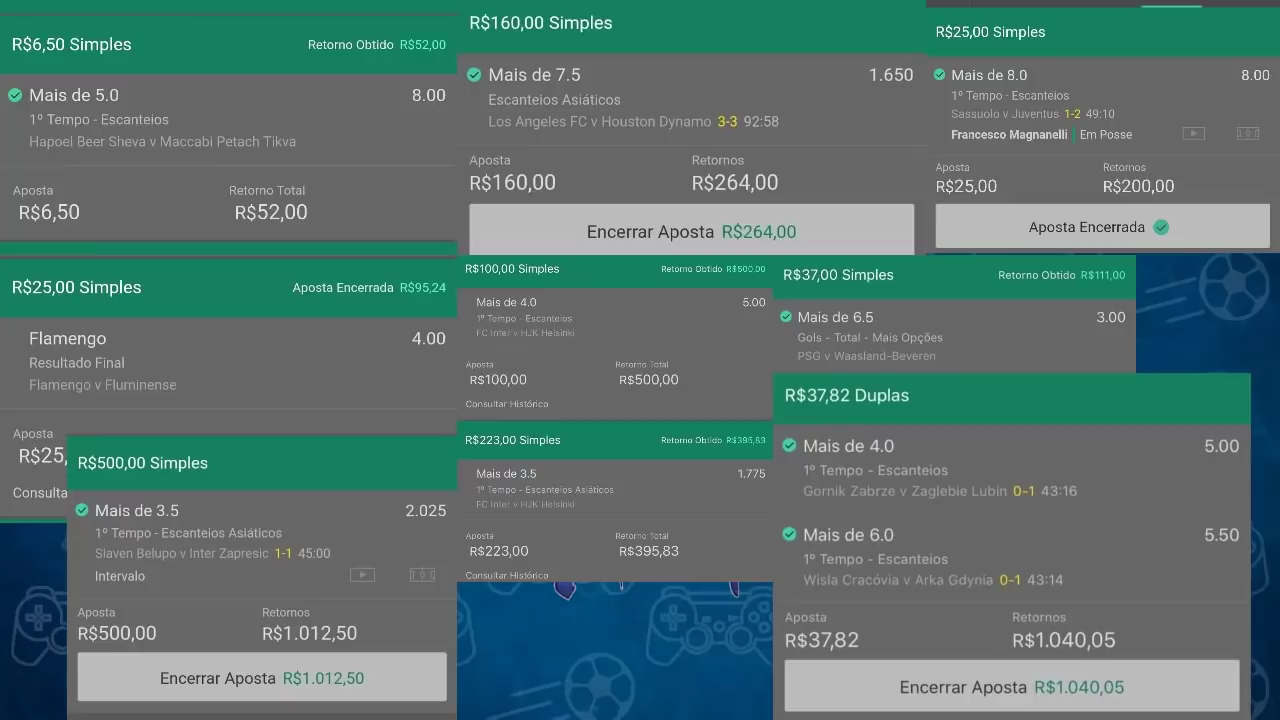 R$6,50 Simples
Retorno Obtido R$52,00
Mais de 5.0 8.00
1º Tempo - Escanteios
Hapoel Beer Sheva v Maccabi Petach Tikva
Aposta Retorno Total
R$6,50 R$52,00
R$160,00 Simples
Mais de 7.5 1.650
Escanteios Asiáticos
Los Angeles FC v Houston Dynamo 3-3 92:58
Aposta Retornos
R$160,00 R$264,00
Encerrar Aposta R$264,00
R$25,00 Simples
Mais de 8.0 8.00
1º Tempo - Escanteios
Sassuolo v Juventus 1-2 49:10
Francesco Magnanelli Em Posse
Aposta Retornos
R$25,00 R$200,00
Aposta Encerrada
R$25,00 Simples Aposta Encerrada R$95,24
Flamengo 4.00
Resultado Final
Flamengo v Fluminense
Aposta
R$25,
Consulta
R$500,00 Simples
Mais de 3.5 2.025
1º Tempo - Escanteios Asiáticos
Slaven Belupo v Inter Zapresic 1-1 45:00
Intervalo
Aposta Retornos
R$500,00 R$1.012,50
Encerrar Aposta R$1.012,50
R$100,00 Simples Retorno Obtido R$500,00
Mais de 4.0 5.00
1º Tempo - Escanteios
FC Inter v HJK Helsinki
Aposta Retorno Total
R$100,00 R$500,00
Consultar Histórico
R$223,00 Simples Retorno Obtido R$395,83
Mais de 3.5 1.775
1º Tempo - Escanteios Asiáticos
FC Inter v HJK Helsinki
Aposta Retorno Total
R$223,00 R$395,83
Consultar Histórico
R$37,00 Simples Retorno Obtido R$111,00
Mais de 6.5 3.00
Gols - Total - Mais Opções
PSG v Waasland-Beveren
R$37,82 Duplas
Mais de 4.0 5.00
1º Tempo - Escanteios
Gornik Zabrze v Zaglebie Lubin 0-1 43:16
Mais de 6.0 5.50
1º Tempo - Escanteios
Wisla Cracóvia v Arka Gdynia 0-1 43:14
Aposta Retornos
R$37,82 R$1.040,05
Encerrar Aposta R$1.040,05